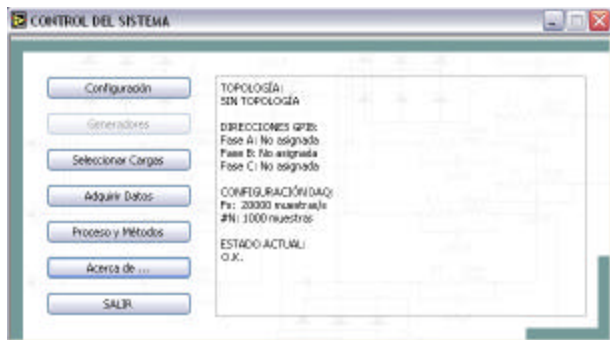 CONTROL DEL SISTEMA
Configuración
Generadores
Seleccionar Cargas
Adquirir Datos
Proceso y Métodos
Acerca de ...
SALIR
TOPOLOGÍA:
SIN TOPOLOGÍA
DIRECCIONES GPIB:
Fase A: No asignada
Fase B: No asignada
Fase C: No asignada
CONFIGURACIÓN DAQ:
Fs: 20000 muestras/s
#N: 1000 muestras
ESTADO ACTUAL:
O.K.